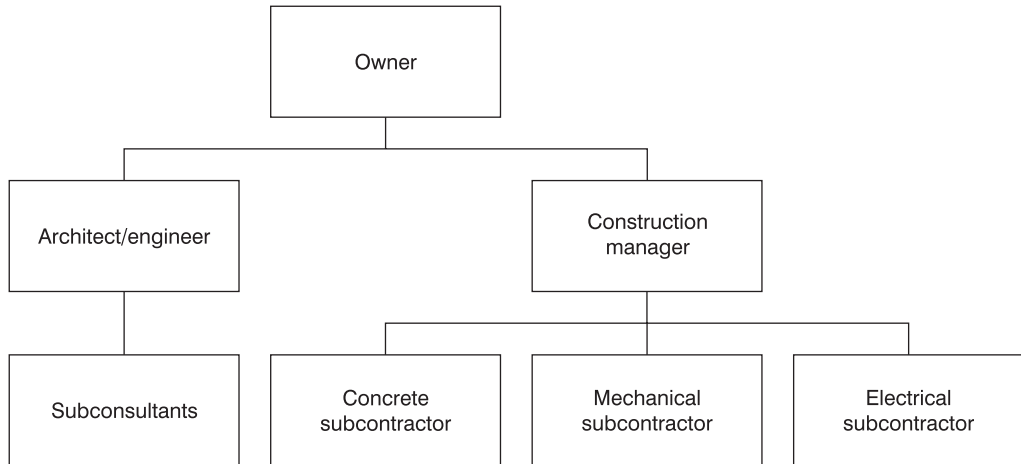 Owner
Architect/engineer
Construction
manager
Subconsultants
Concrete
subcontractor
Mechanical
subcontractor
Electrical
subcontractor